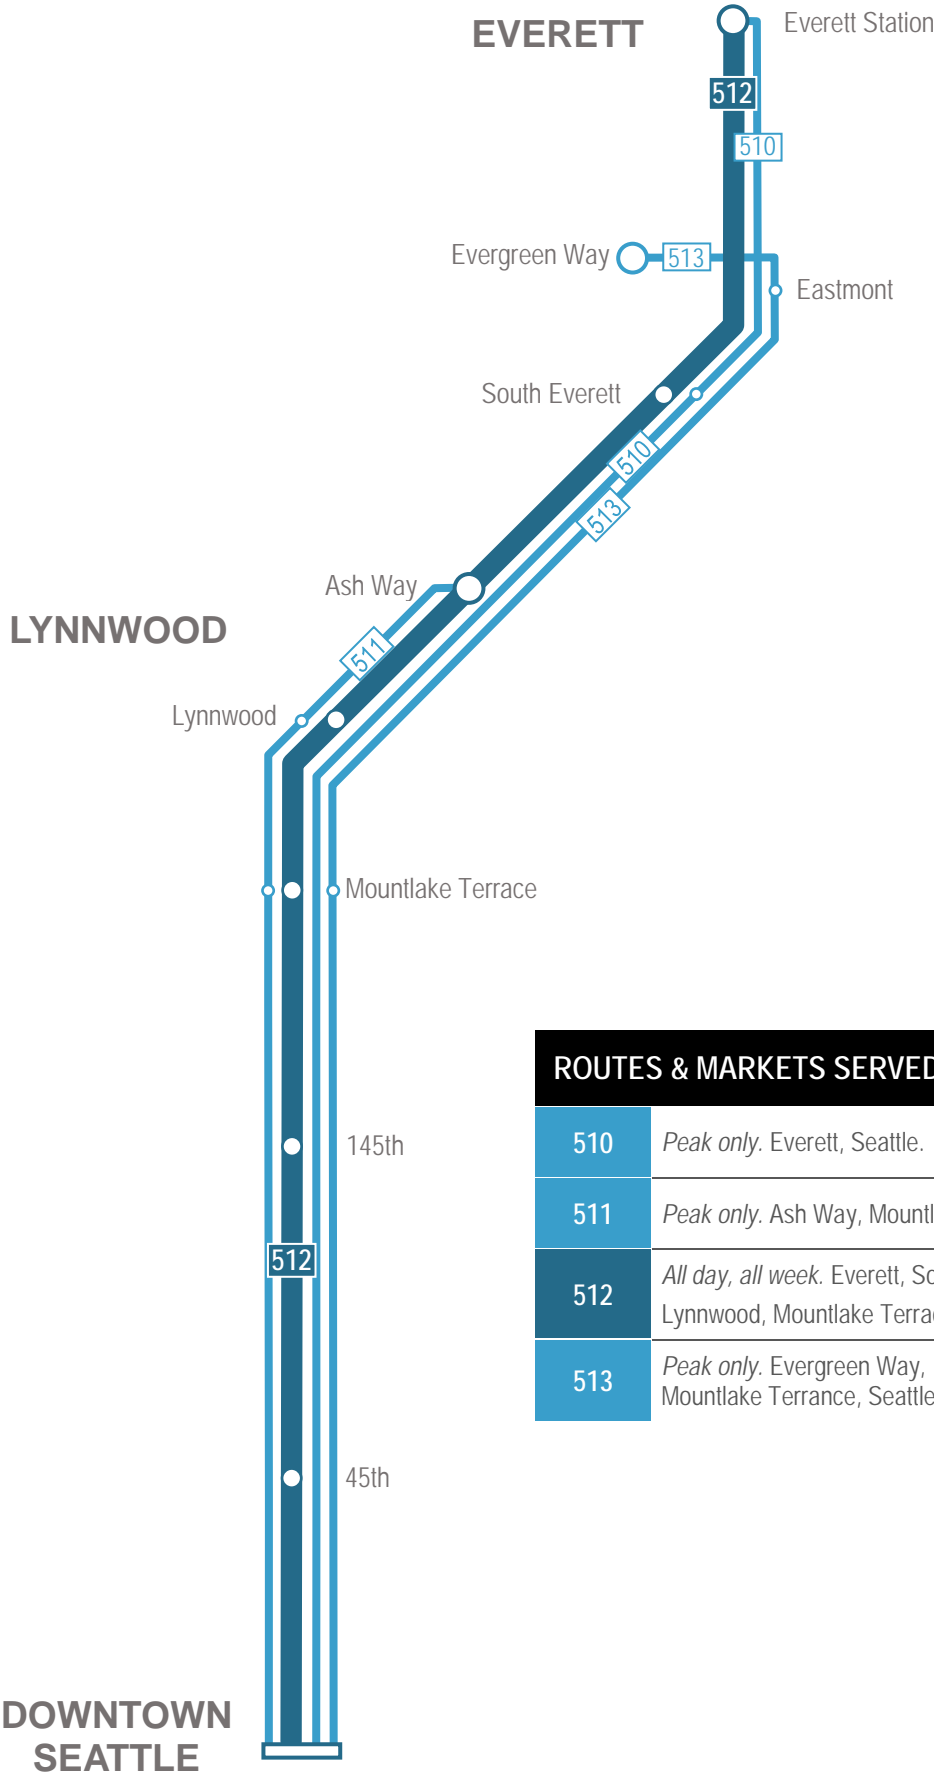 EVERETT
Everett Station
512
510
Evergreen Way
513
Eastmont
South Everett
510
513
Ash Way
LYNNWOOD
511
Lynnwood
Mountlake Terrace
ROUTES & MARKETS SERVED
510
Peak only. Everett, Seattle.
145th
511
Peak only. Ash Way, Mountl
512
512
All day, all week. Everett, So
Lynnwood, Mountlake Terra
513
Peak only. Evergreen Way,
Mountlake Terrance, Seattle
45th
DOWNTOWN
SEATTLE